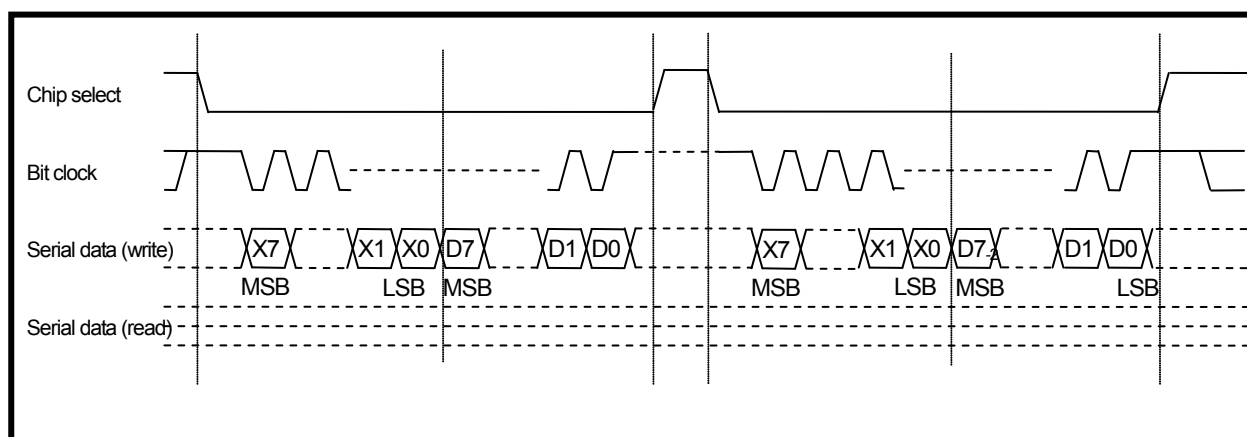 Chip select
Bit clock
Serial data (write) X7 X1 X0 D7 D1 D0 X7 X1 X0 D7-2 D1 D0
MSB LSB MSB MSB LSB MSB LSB
Serial data (read)